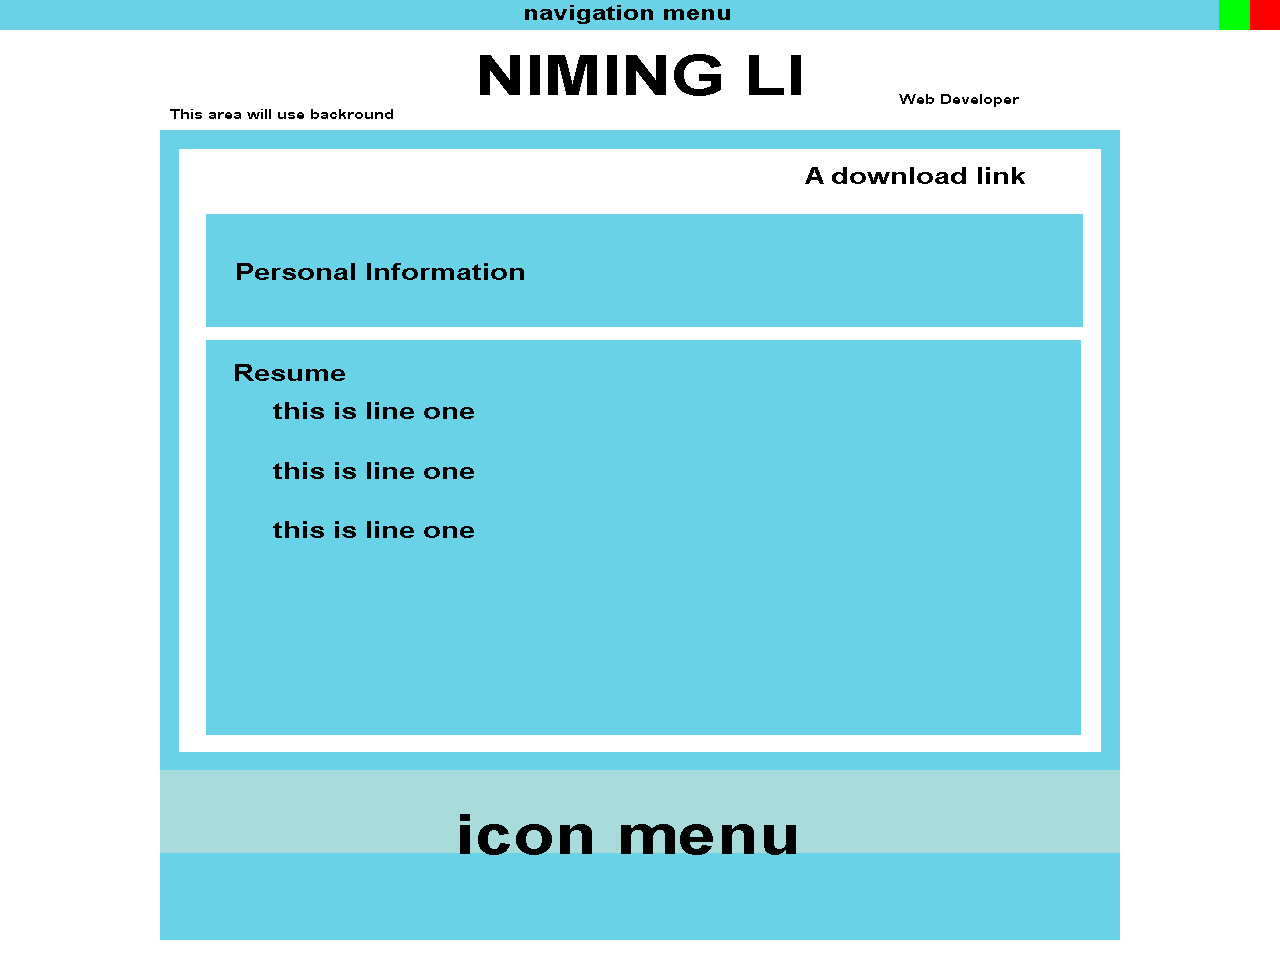 navigation menu
NIMING LI
Web Developer
This area will use backround
A download link
Personal Information
Resume
this is line one
this is line one
this is line one
icon menu